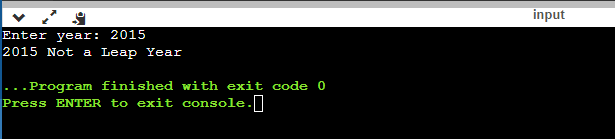 input
Enter year: 2015
2015 Not a Leap Year
...Program finished with exit code 0
Press ENTER to exit console.